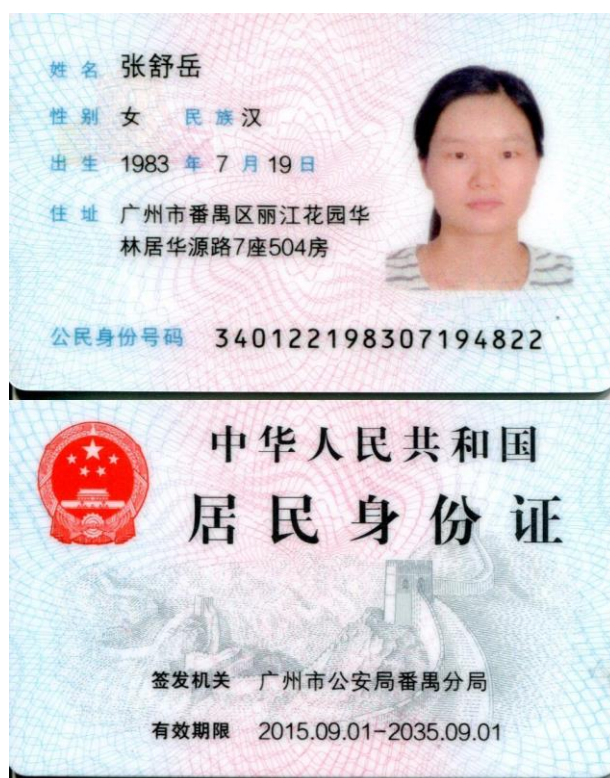 姓名 张舒岳
性别 女 民族 汉
出生 1983 年 7 月 19 日
住址 广州市番禺区丽江花园华
林居华源路7座504房
公民身份号码 340122198307194822
中华人民共和国
居民身份证
签发机关 广州市公安局番禺分局
有效期限 2015.09.01-2035.09.01